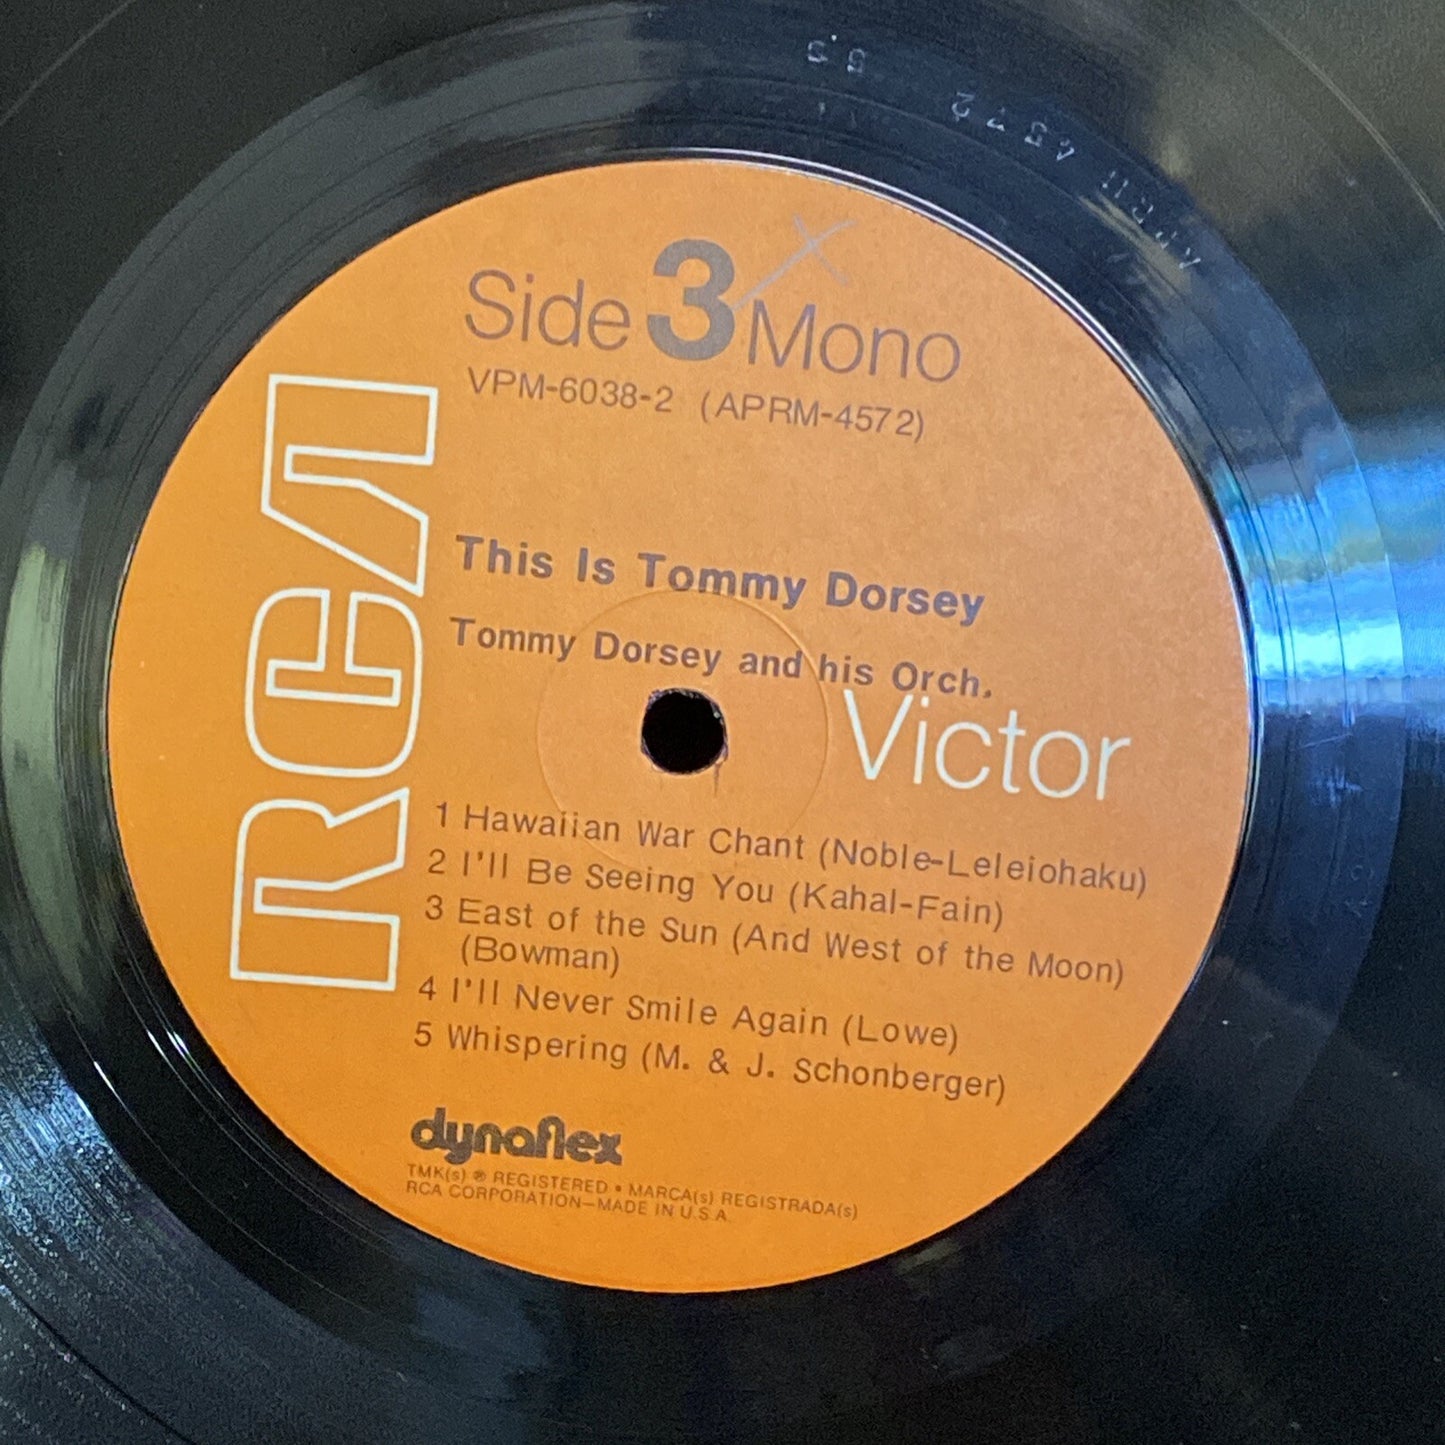 Side 3 Mono
VPM-6038-2 (APRM-4572)
RCA
This Is Tommy Dorsey
Tommy Dorsey and his Orch.
Victor
1 Hawaiian War Chant (Noble-Leleiohaku)
2 I'll Be Seeing You (Kahal-Fain)
3 East of the Sun (And West of the Moon)
(Bowman)
4 I'll Never Smile Again (Lowe)
5 Whispering (M. & J. Schonberger)
dynaflex
TMK(s) ® REGISTERED • MARCA(s) REGISTRADA(s)
RCA CORPORATION—MADE IN U.S.A.